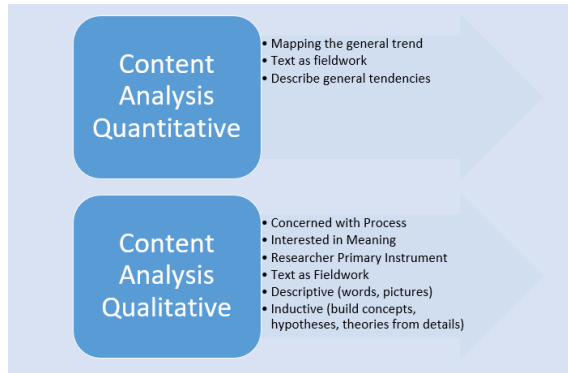 Content
Analysis
Quantitative
• Mapping the general trend
• Text as fieldwork
• Describe general tendencies
Content
Analysis
Qualitative
• Concerned with Process
• Interested in Meaning
• Researcher Primary Instrument
• Text as Fieldwork
• Descriptive (words, pictures)
• Inductive (build concepts,
hypotheses, theories from details)